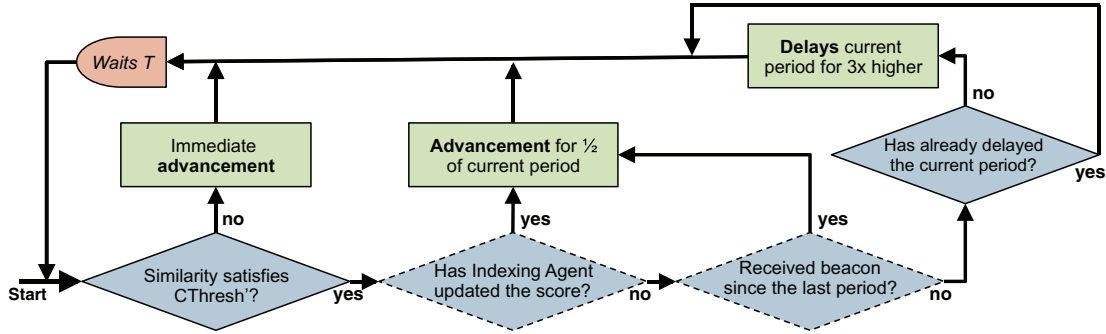 Waits T
Delays current
period for 3x higher
no
Immediate
advancement
Advancement for ½
of current period
Has already delayed
the current period?
yes
no
yes
yes
Start
Similarity satisfies
CThresh’?
yes
Has Indexing Agent
updated the score?
no
Received beacon
since the last period?
no